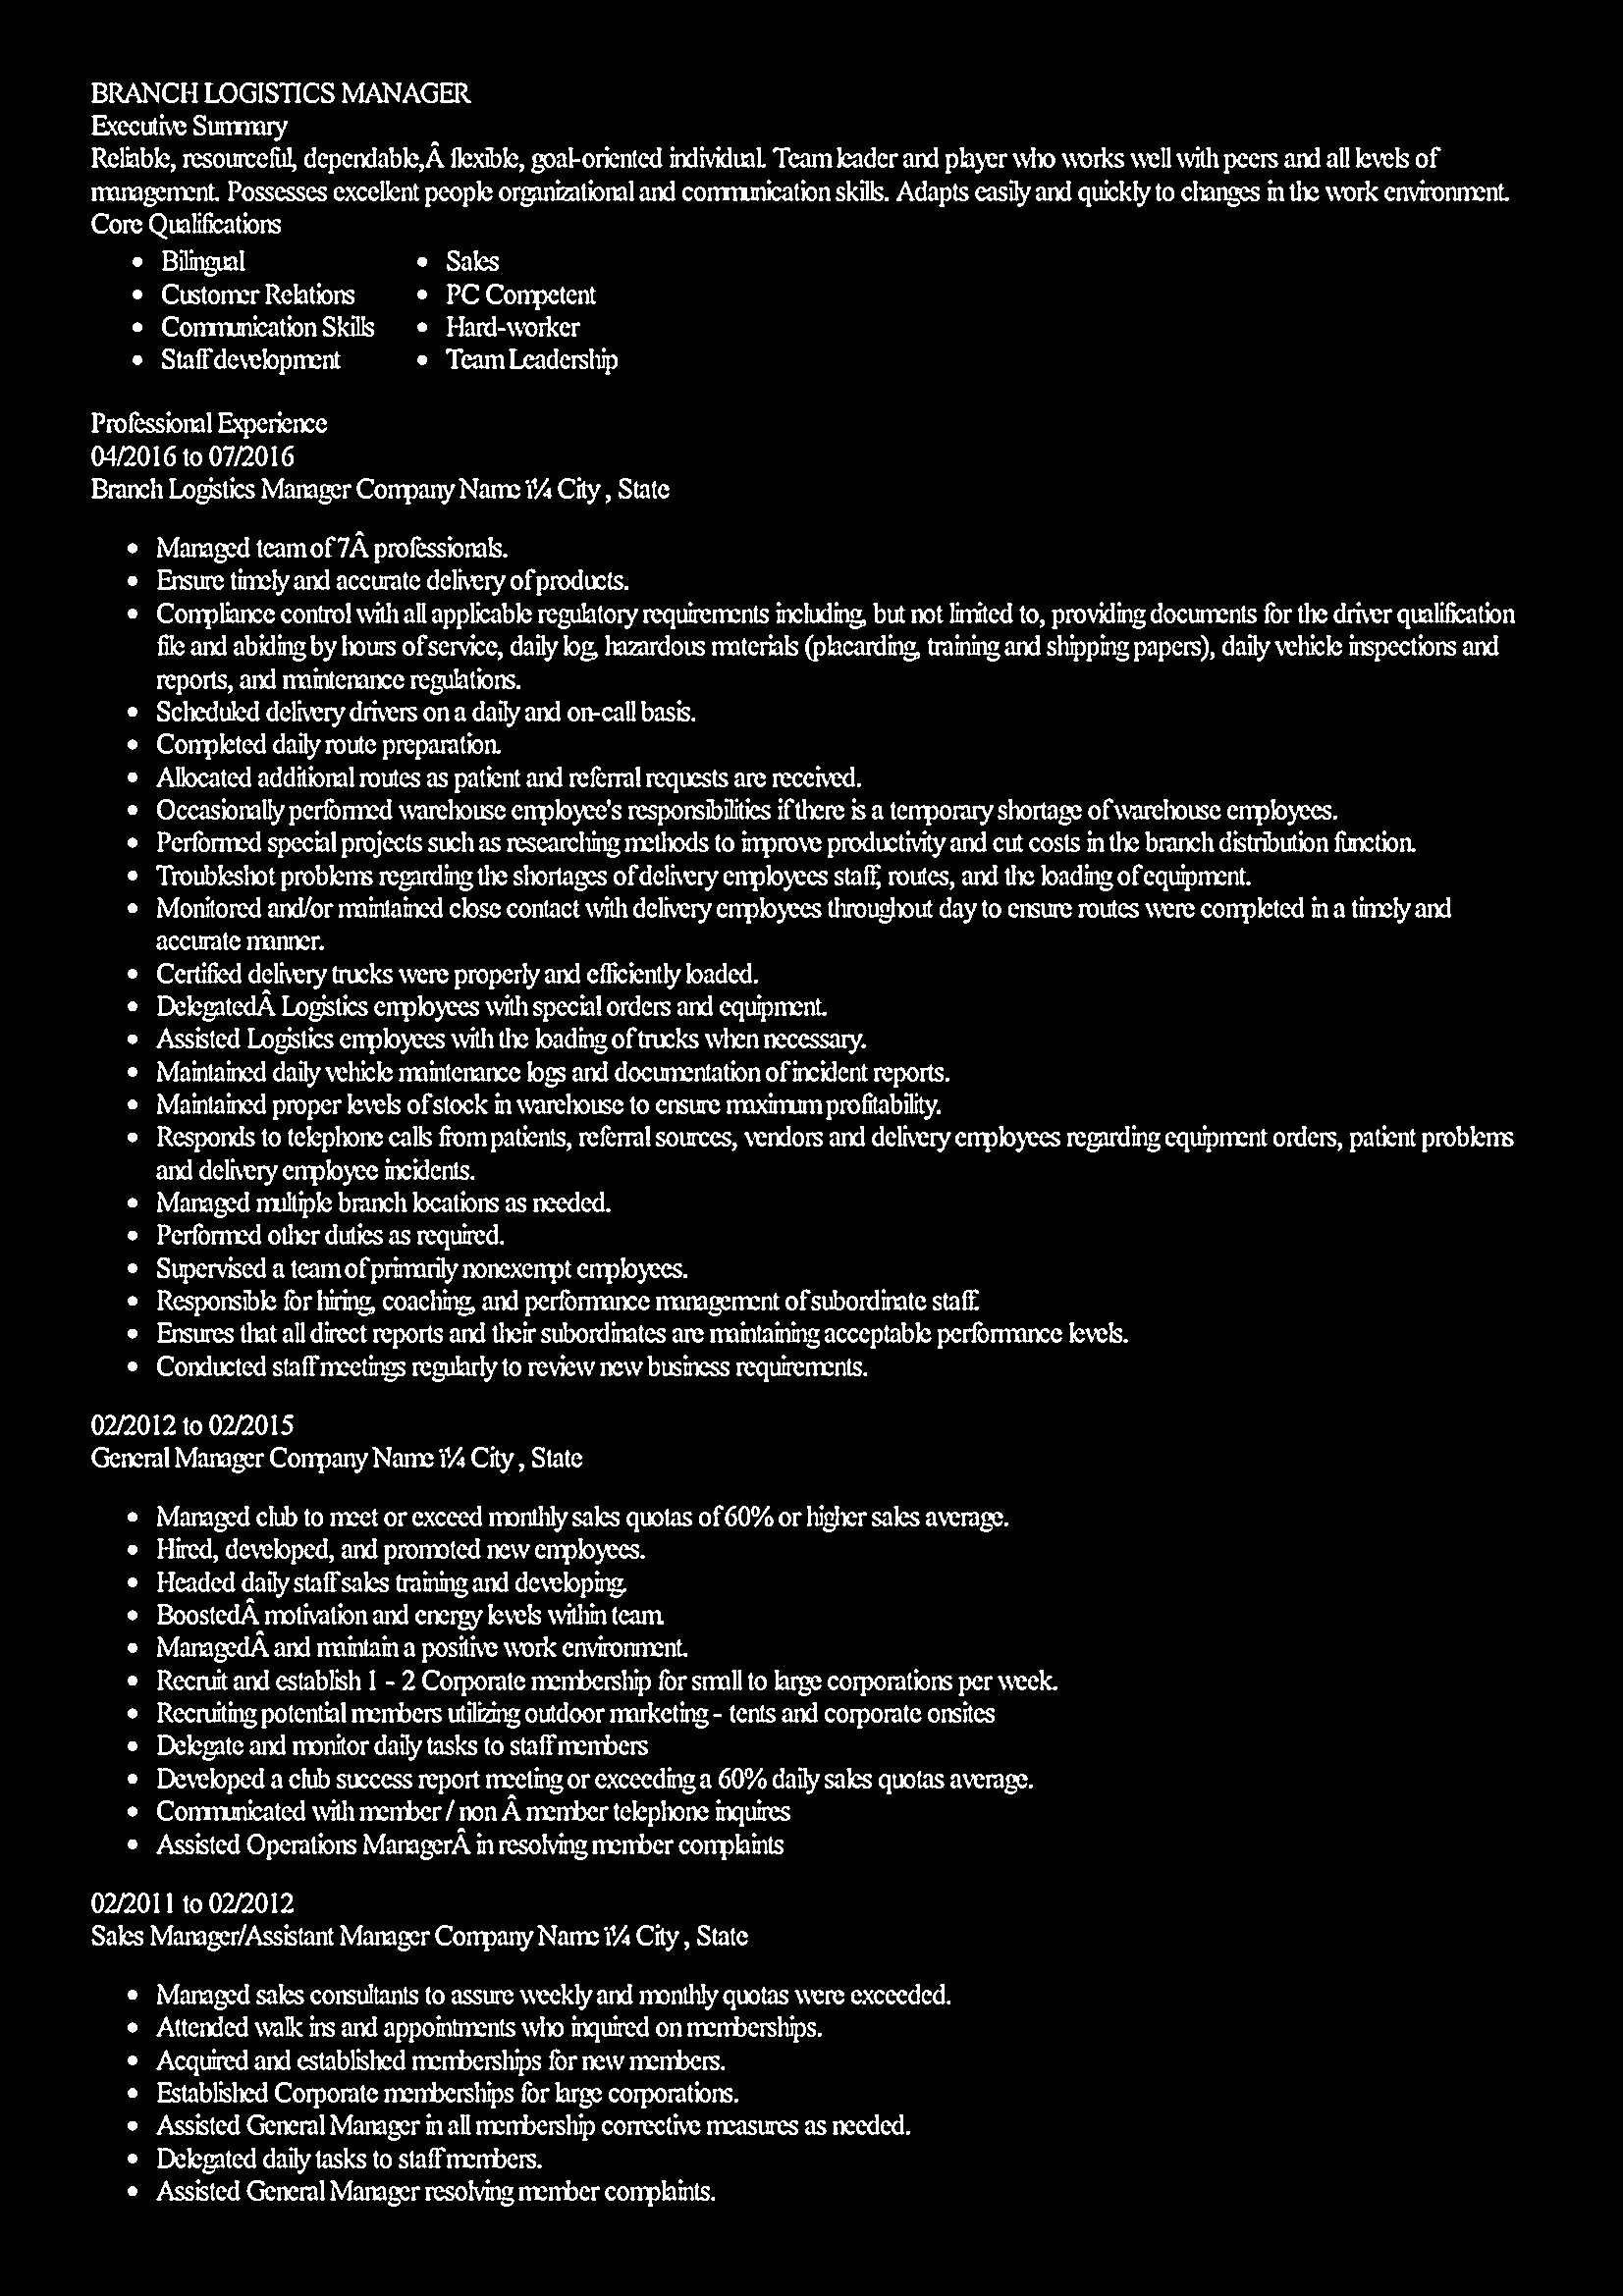 BRANCH LOGISTICS MANAGER
Executive Summary
Reliable, resourceful, dependable,Â flexible, goal-oriented individual. Team leader and player who works well with peers and all levels of
management. Possesses excellent people organizational and communication skills. Adapts easily and quickly to changes in the work environment.
Core Qualifications
• Bilingual
• Customer Relations
• Communication Skills
• Staff development
• Sales
• PC Competent
• Hard-worker
• Team Leadership
Professional Experience
04/2016 to 07/2016
Branch Logistics Manager Company Name ï¼ City , State
• Managed team of 7Â professionals.
• Ensure timely and accurate delivery of products.
• Compliance control with all applicable regulatory requirements including, but not limited to, providing documents for the driver qualification
file and abiding by hours of service, daily log, hazardous materials (placarding, training and shipping papers), daily vehicle inspections and
reports, and maintenance regulations.
• Scheduled delivery drivers on a daily and on-call basis.
• Completed daily route preparation.
• Allocated additional routes as patient and referral requests are received.
• Occasionally performed warehouse employee's responsibilities if there is a temporary shortage of warehouse employees.
• Performed special projects such as researching methods to improve productivity and cut costs in the branch distribution function.
• Troubleshot problems regarding the shortages of delivery employees staff, routes, and the loading of equipment.
• Monitored and/or maintained close contact with delivery employees throughout day to ensure routes were completed in a timely and
accurate manner.
• Certified delivery trucks were properly and efficiently loaded.
• DelegatedÂ Logistics employees with special orders and equipment.
• Assisted Logistics employees with the loading of trucks when necessary.
• Maintained daily vehicle maintenance logs and documentation of incident reports.
• Maintained proper levels of stock in warehouse to ensure maximum profitability.
• Responds to telephone calls from patients, referral sources, vendors and delivery employees regarding equipment orders, patient problems
and delivery employee incidents.
• Managed multiple branch locations as needed.
• Performed other duties as required.
• Supervised a team of primarily nonexempt employees.
• Responsible for hiring, coaching, and performance management of subordinate staff.
• Ensures that all direct reports and their subordinates are maintaining acceptable performance levels.
• Conducted staff meetings regularly to review new business requirements.
02/2012 to 02/2015
General Manager Company Name ï¼ City , State
• Managed club to meet or exceed monthly sales quotas of 60% or higher sales average.
• Hired, developed, and promoted new employees.
• Headed daily staff sales training and developing.
• BoostedÂ motivation and energy levels within team.
• ManagedÂ and maintain a positive work environment.
• Recruit and establish 1 - 2 Corporate membership for small to large corporations per week.
• Recruiting potential members utilizing outdoor marketing - tents and corporate onsites
• Delegate and monitor daily tasks to staff members
• Developed a club success report meeting or exceeding a 60% daily sales quotas average.
• Communicated with member / non Â member telephone inquires
• Assisted Operations ManagerÂ in resolving member complaints
02/2011 to 02/2012
Sales Manager/Assistant Manager Company Name ï¼ City , State
• Managed sales consultants to assure weekly and monthly quotas were exceeded.
• Attended walk ins and appointments who inquired on memberships.
• Acquired and established memberships for new members.
• Established Corporate memberships for large corporations.
• Assisted General Manager in all membership corrective measures as needed.
• Delegated daily tasks to staff members.
• Assisted General Manager resolving member complaints.